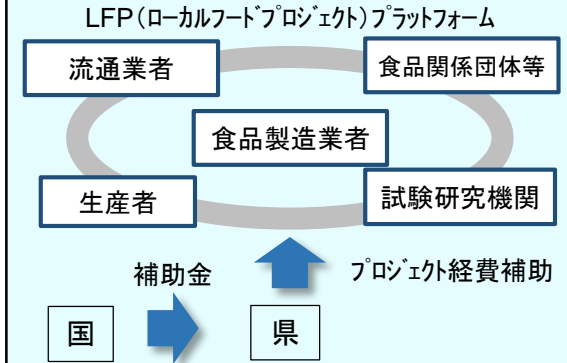 LFP(ローカルフードプロジェクト)プラットフォーム
流通業者
食品関係団体等
食品製造業者
生産者
試験研究機関
補助金
プロジェクト経費補助
国
県